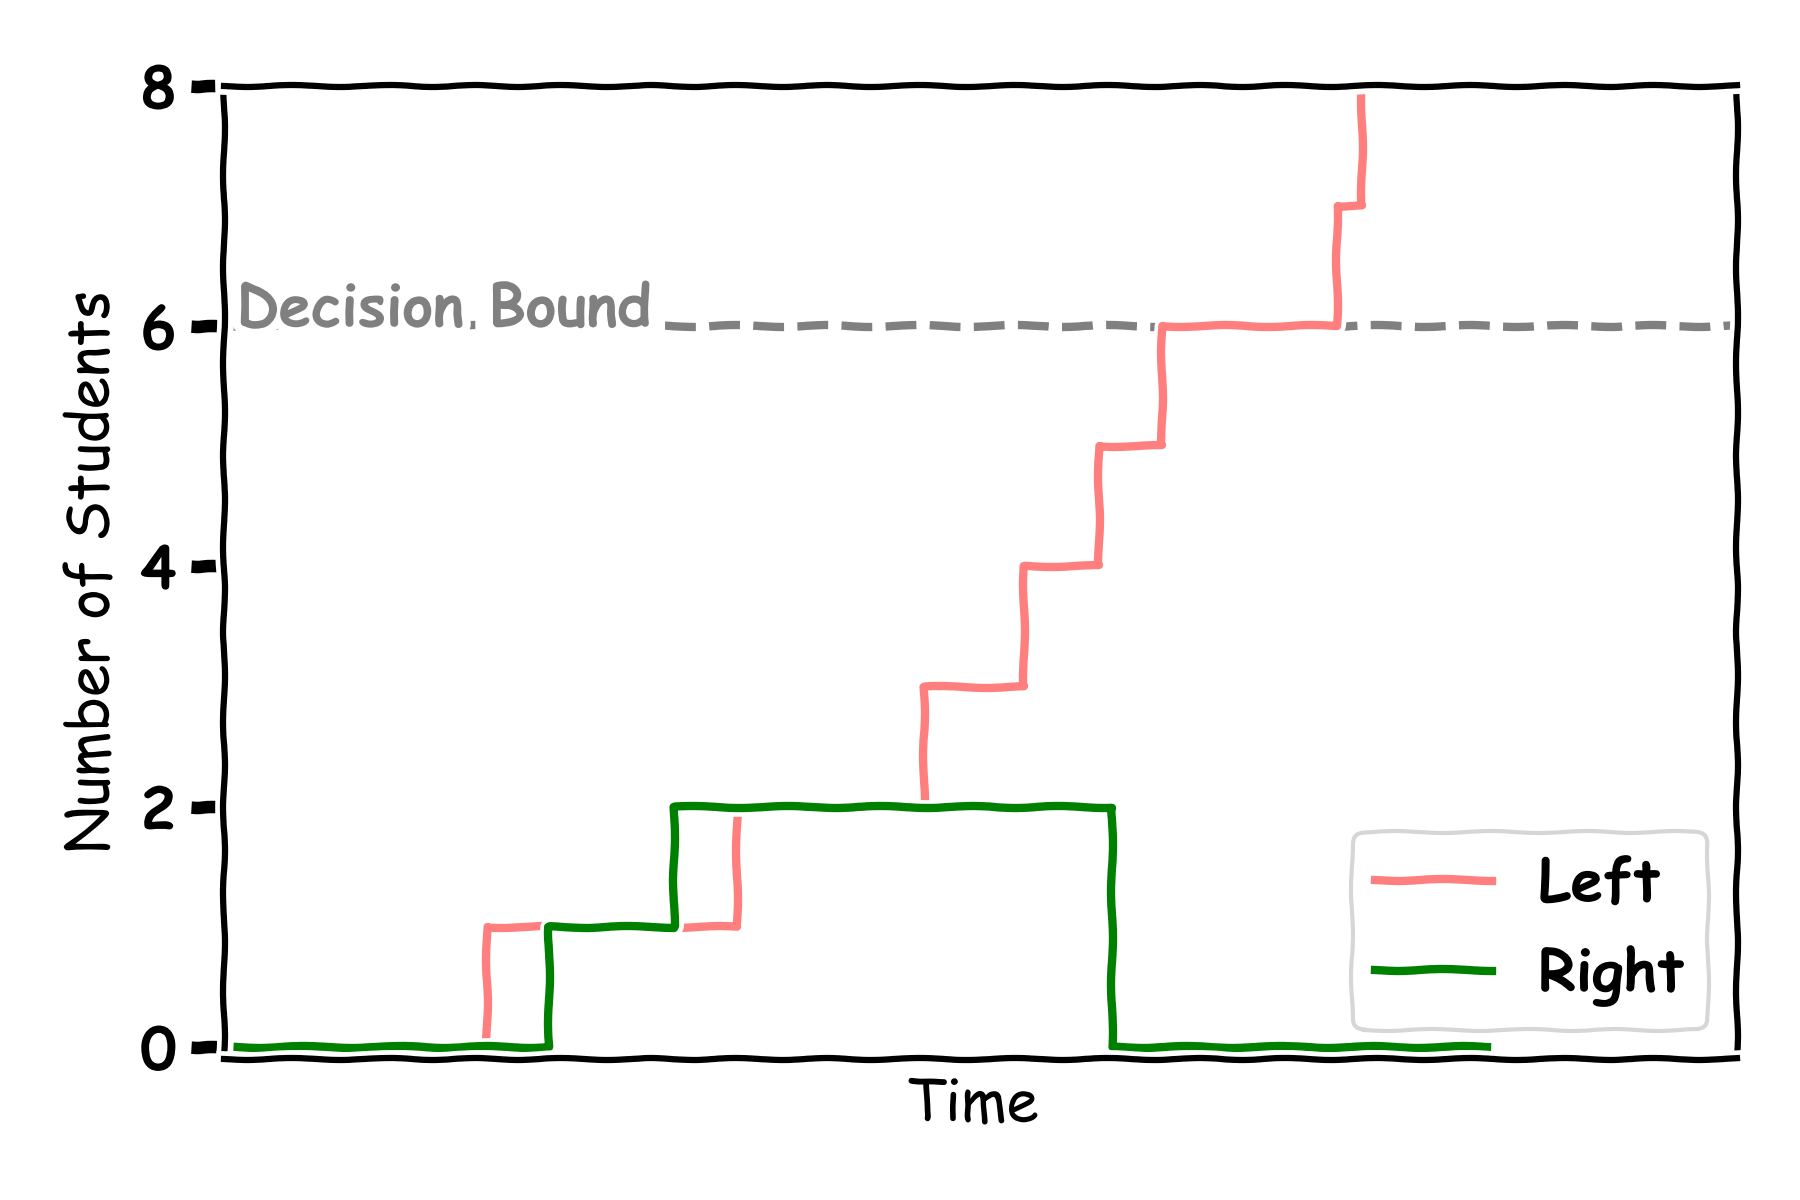 8
Decision Bound
6
Number of Students
4
2
Left
Right
0
Time